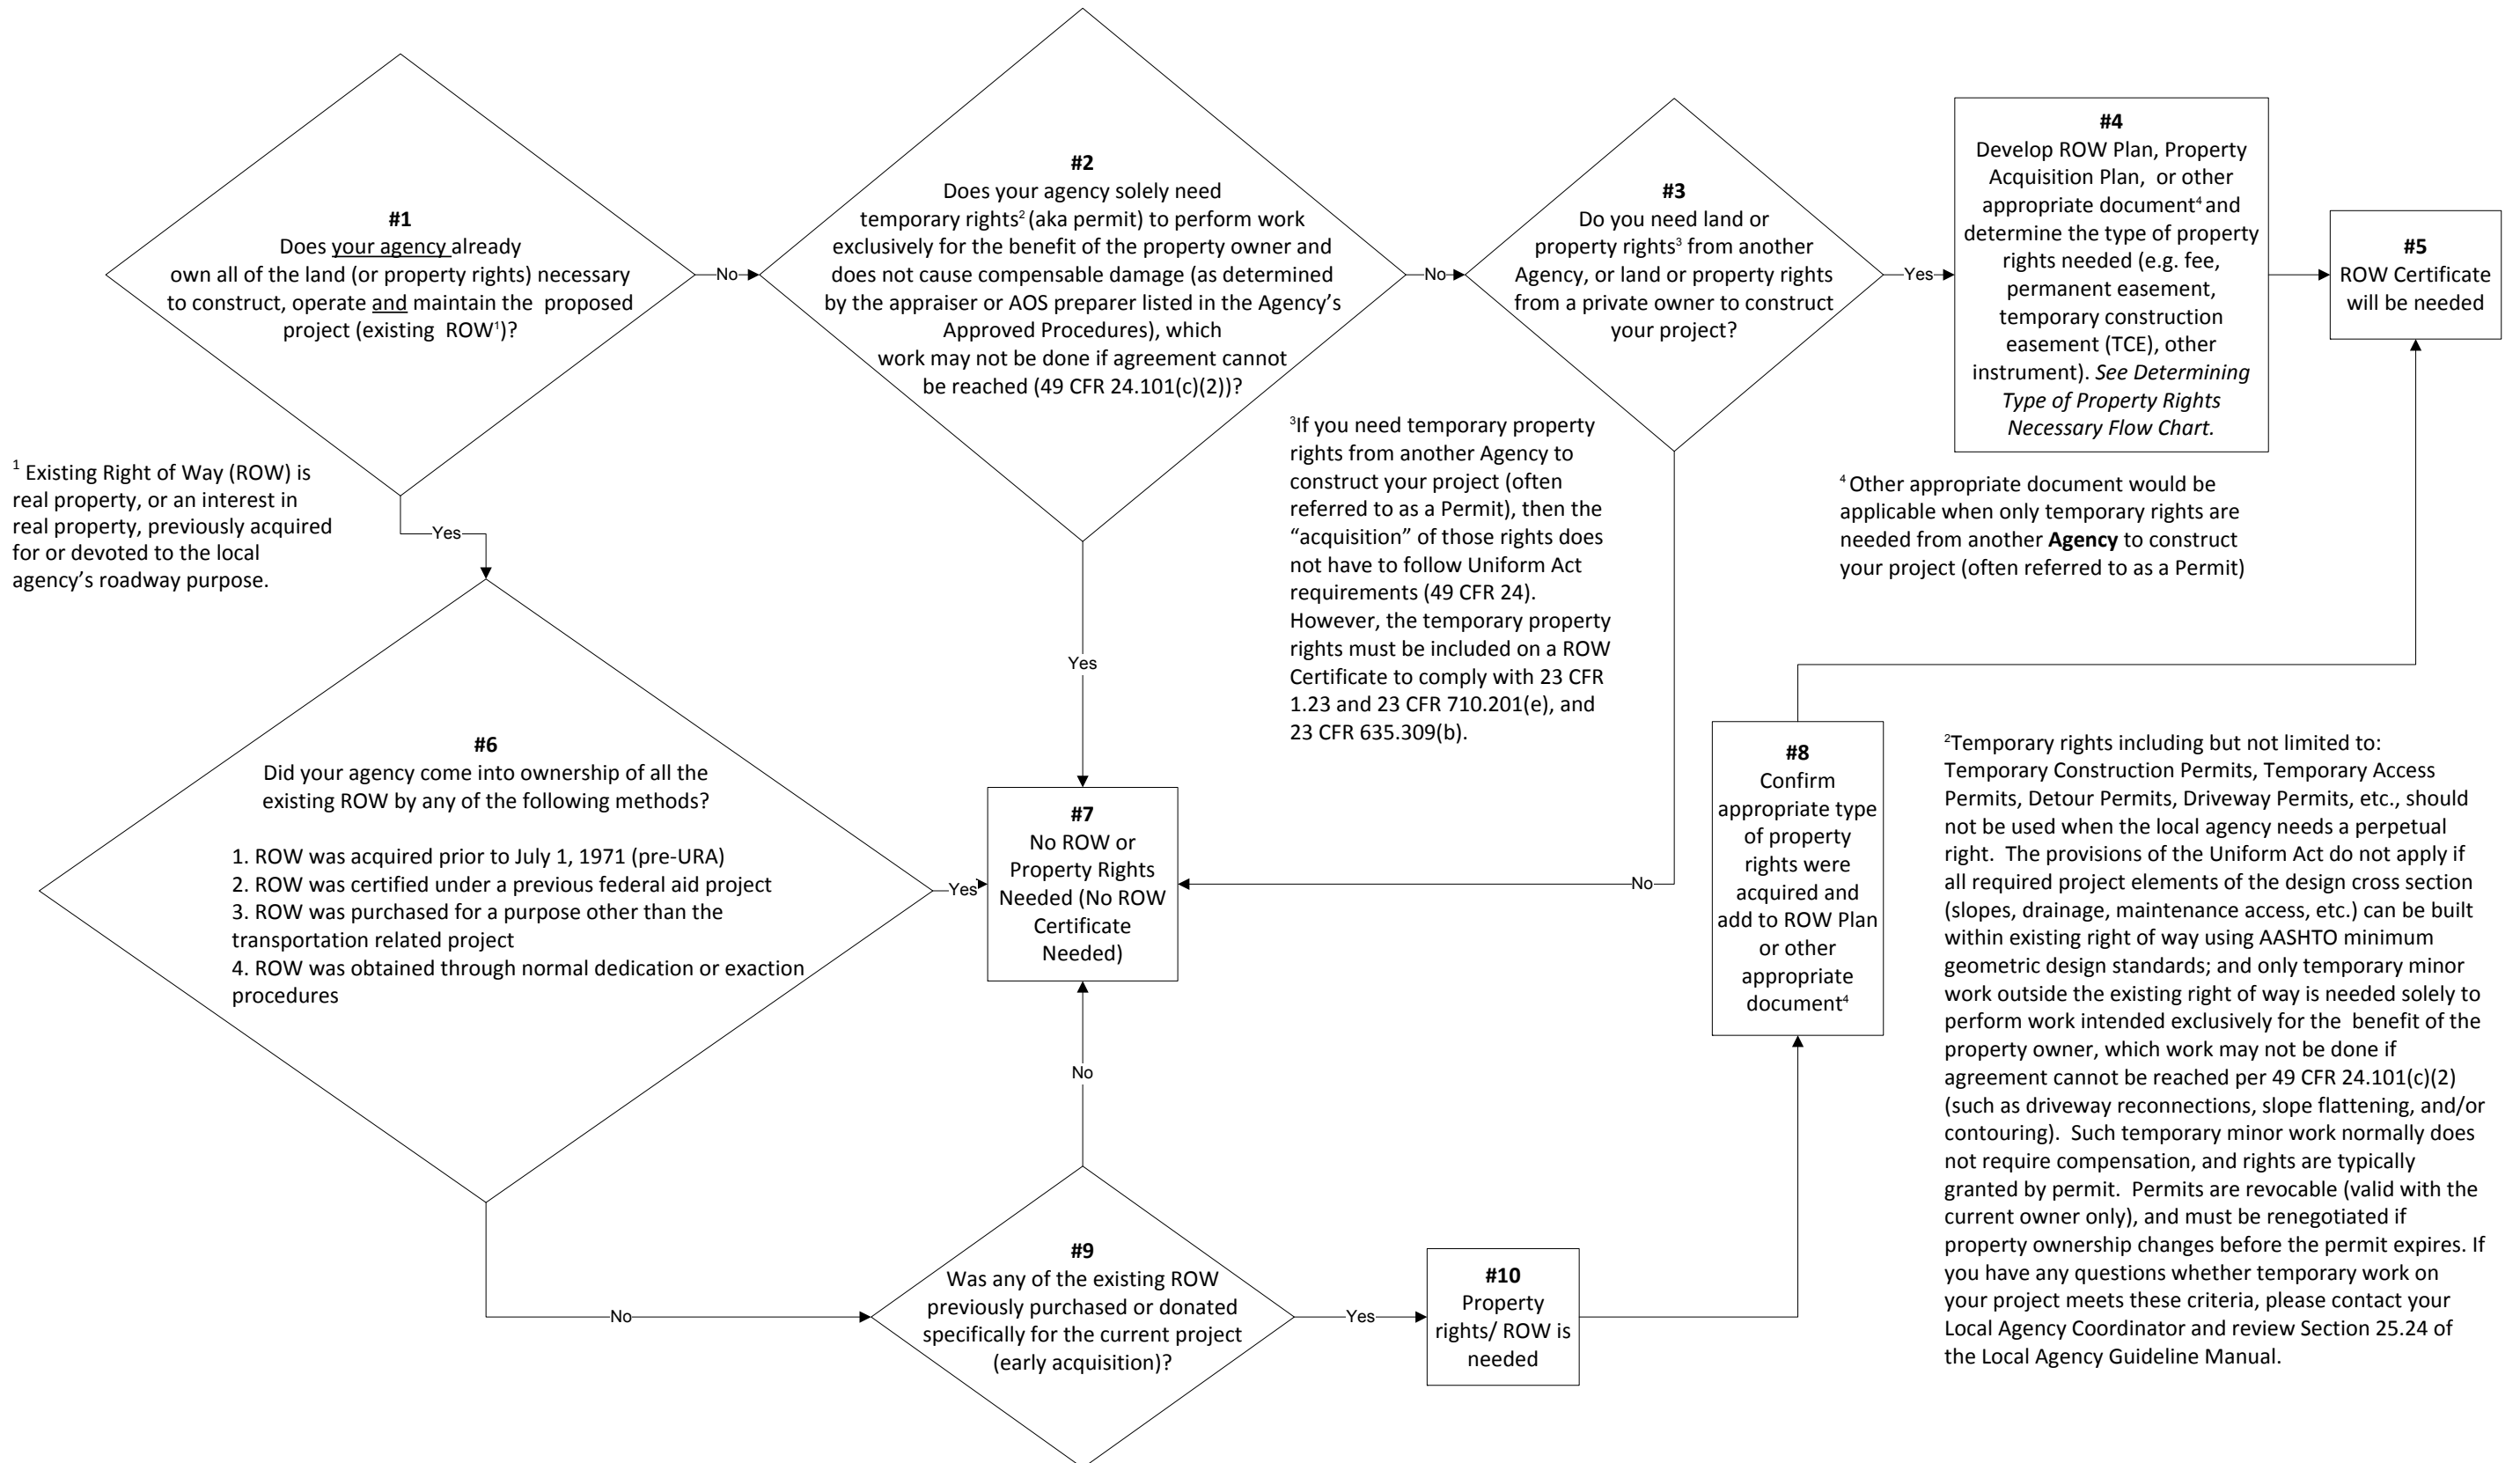 #1
Does your agency already
own all of the land (or property rights) necessary
to construct, operate and maintain the proposed
project (existing ROW¹)?
No
#2
Does your agency solely need
temporary rights² (aka permit) to perform work
exclusively for the benefit of the property owner and
does not cause compensable damage (as determined
by the appraiser or AOS preparer listed in the Agency’s
Approved Procedures), which
work may not be done if agreement cannot
be reached (49 CFR 24.101(c)(2))?
No
#3
Do you need land or
property rights³ from another
Agency, or land or property rights
from a private owner to construct
your project?
Yes
#4
Develop ROW Plan, Property
Acquisition Plan, or other
appropriate document⁴ and
determine the type of property
rights needed (e.g. fee,
permanent easement,
temporary construction
easement (TCE), other
instrument). See Determining
Type of Property Rights
Necessary Flow Chart.
#5
ROW Certificate
will be needed
¹ Existing Right of Way (ROW) is
real property, or an interest in
real property, previously acquired
for or devoted to the local
agency’s roadway purpose.
Yes
Yes
³If you need temporary property
rights from another Agency to
construct your project (often
referred to as a Permit), then the
“acquisition” of those rights does
not have to follow Uniform Act
requirements (49 CFR 24).
However, the temporary property
rights must be included on a ROW
Certificate to comply with 23 CFR
1.23 and 23 CFR 710.201(e), and
23 CFR 635.309(b).
⁴ Other appropriate document would be
applicable when only temporary rights are
needed from another Agency to construct
your project (often referred to as a Permit)
#6
Did your agency come into ownership of all the
existing ROW by any of the following methods?
1. ROW was acquired prior to July 1, 1971 (pre-URA)
2. ROW was certified under a previous federal aid project
3. ROW was purchased for a purpose other than the
transportation related project
4. ROW was obtained through normal dedication or exaction
procedures
Yes
#7
No ROW or
Property Rights
Needed (No ROW
Certificate
Needed)
No
#8
Confirm
appropriate type
of property
rights were
acquired and
add to ROW Plan
or other
appropriate
document⁴
²Temporary rights including but not limited to:
Temporary Construction Permits, Temporary Access
Permits, Detour Permits, Driveway Permits, etc., should
not be used when the local agency needs a perpetual
right. The provisions of the Uniform Act do not apply if
all required project elements of the design cross section
(slopes, drainage, maintenance access, etc.) can be built
within existing right of way using AASHTO minimum
geometric design standards; and only temporary minor
work outside the existing right of way is needed solely to
perform work intended exclusively for the benefit of the
property owner, which work may not be done if
agreement cannot be reached per 49 CFR 24.101(c)(2)
(such as driveway reconnections, slope flattening, and/or
contouring). Such temporary minor work normally does
not require compensation, and rights are typically
granted by permit. Permits are revocable (valid with the
current owner only), and must be renegotiated if
property ownership changes before the permit expires. If
you have any questions whether temporary work on
your project meets these criteria, please contact your
Local Agency Coordinator and review Section 25.24 of
the Local Agency Guideline Manual.
No
No
#9
Was any of the existing ROW
previously purchased or donated
specifically for the current project
(early acquisition)?
Yes
#10
Property
rights/ ROW is
needed